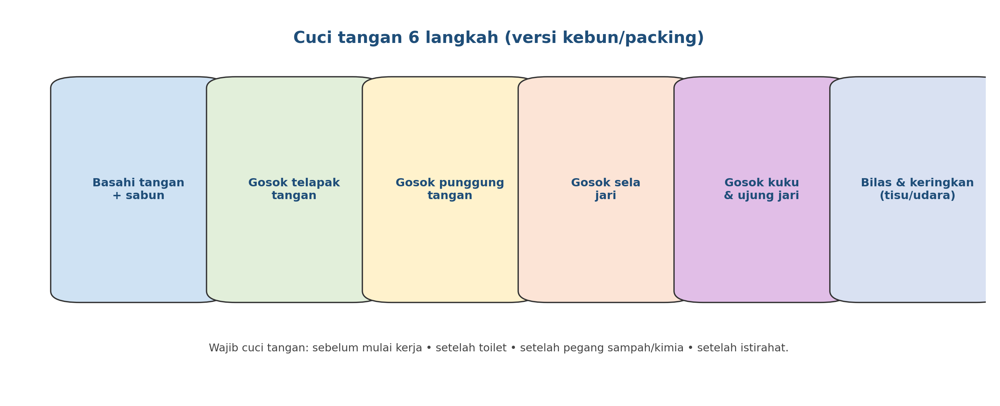 Cuci tangan 6 langkah (versi kebun/packing)
Basahi tangan
+ sabun
Gosok telapak
tangan
Gosok punggung
tangan
Gosok sela
jari
Gosok kuku
& ujung jari
Bilas & keringkan
(tisu/udara)
Wajib cuci tangan: sebelum mulai kerja • setelah toilet • setelah pegang sampah/kimia • setelah istirahat.